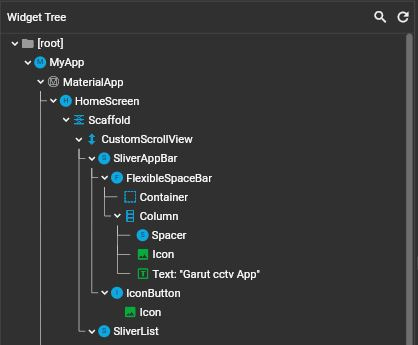 Widget Tree
[root]
MyApp
MaterialApp
HomeScreen
Scaffold
CustomScrollView
SliverAppBar
FlexibleSpaceBar
Container
Column
Spacer
Icon
Text: "Garut cctv App"
IconButton
Icon
SliverList